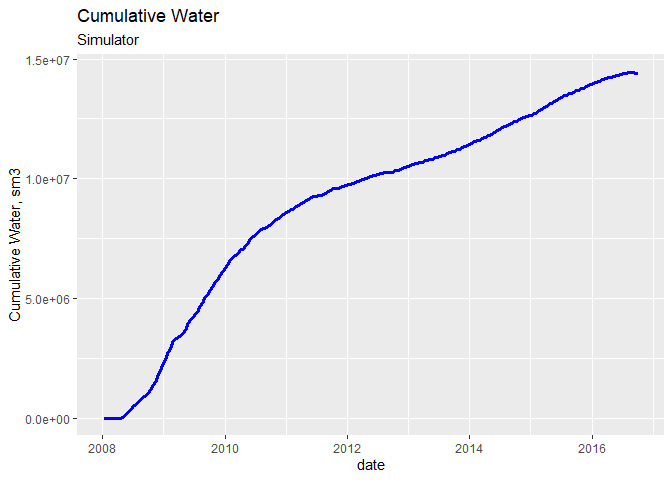 Cumulative Water
Simulator
1.5e+07
1.0e+07
5.0e+06
0.0e+00
Cumulative Water, sm3
2008 2010 2012 2014 2016
date